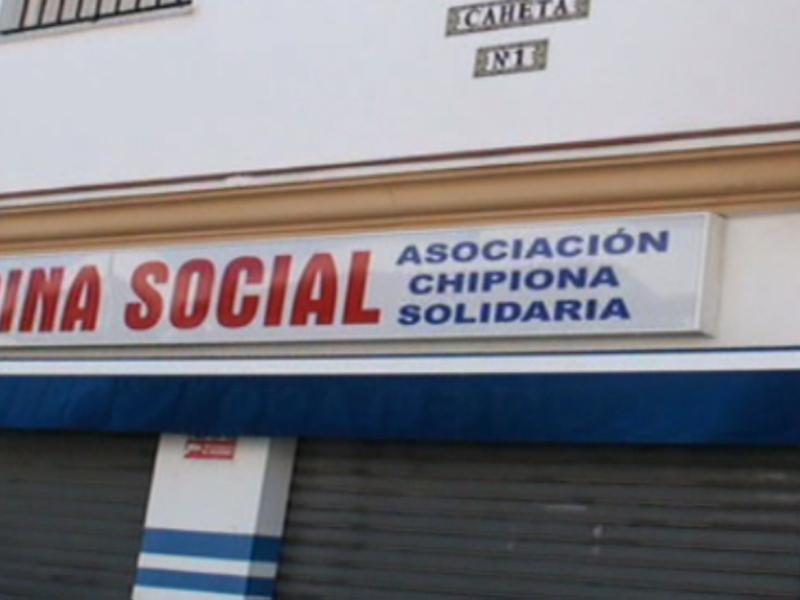 CAHETA
Nº1
INA SOCIAL
ASOCIACIÓN
CHIPIONA
SOLIDARIA